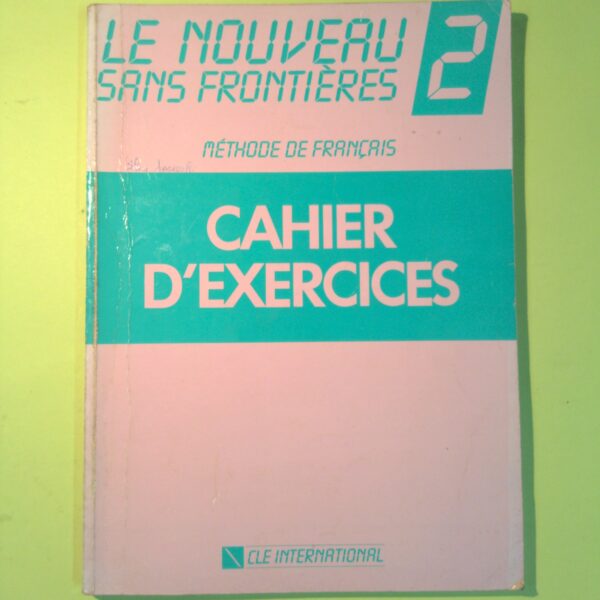 LE NOUVEAU 2
SANS FRONTIÈRES
MÉTHODE DE FRANÇAIS
CAHIER
D'EXERCICES
CLE INTERNATIONAL